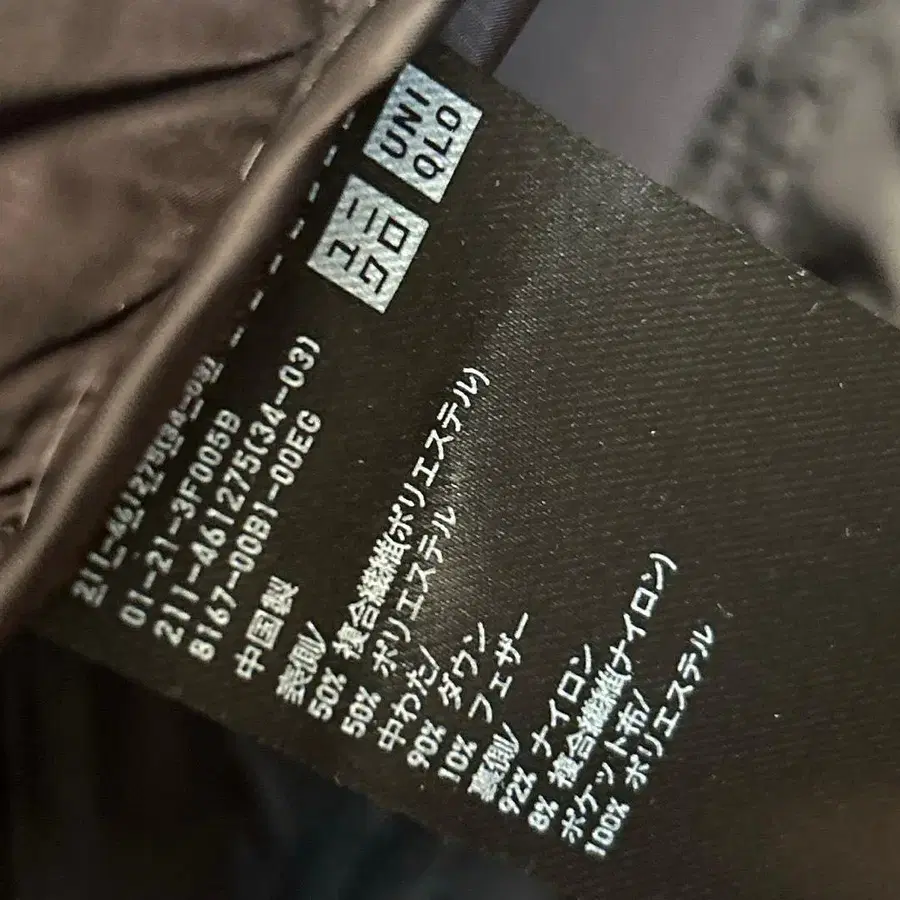 UNI
QLO
ユニ
クロ
211-461275(34-03)
01-21-3F005B
211-461275(34-03)
8167-00B1-00EG
中国製
表側/
50% 複合繊維(ポリエステル)
50% ポリエステル
中わた/
90% ダウン
10% フェザー
裏側/
92% ナイロン
8% 複合繊維(ナイロン)
ポケット布/
100% ポリエステル